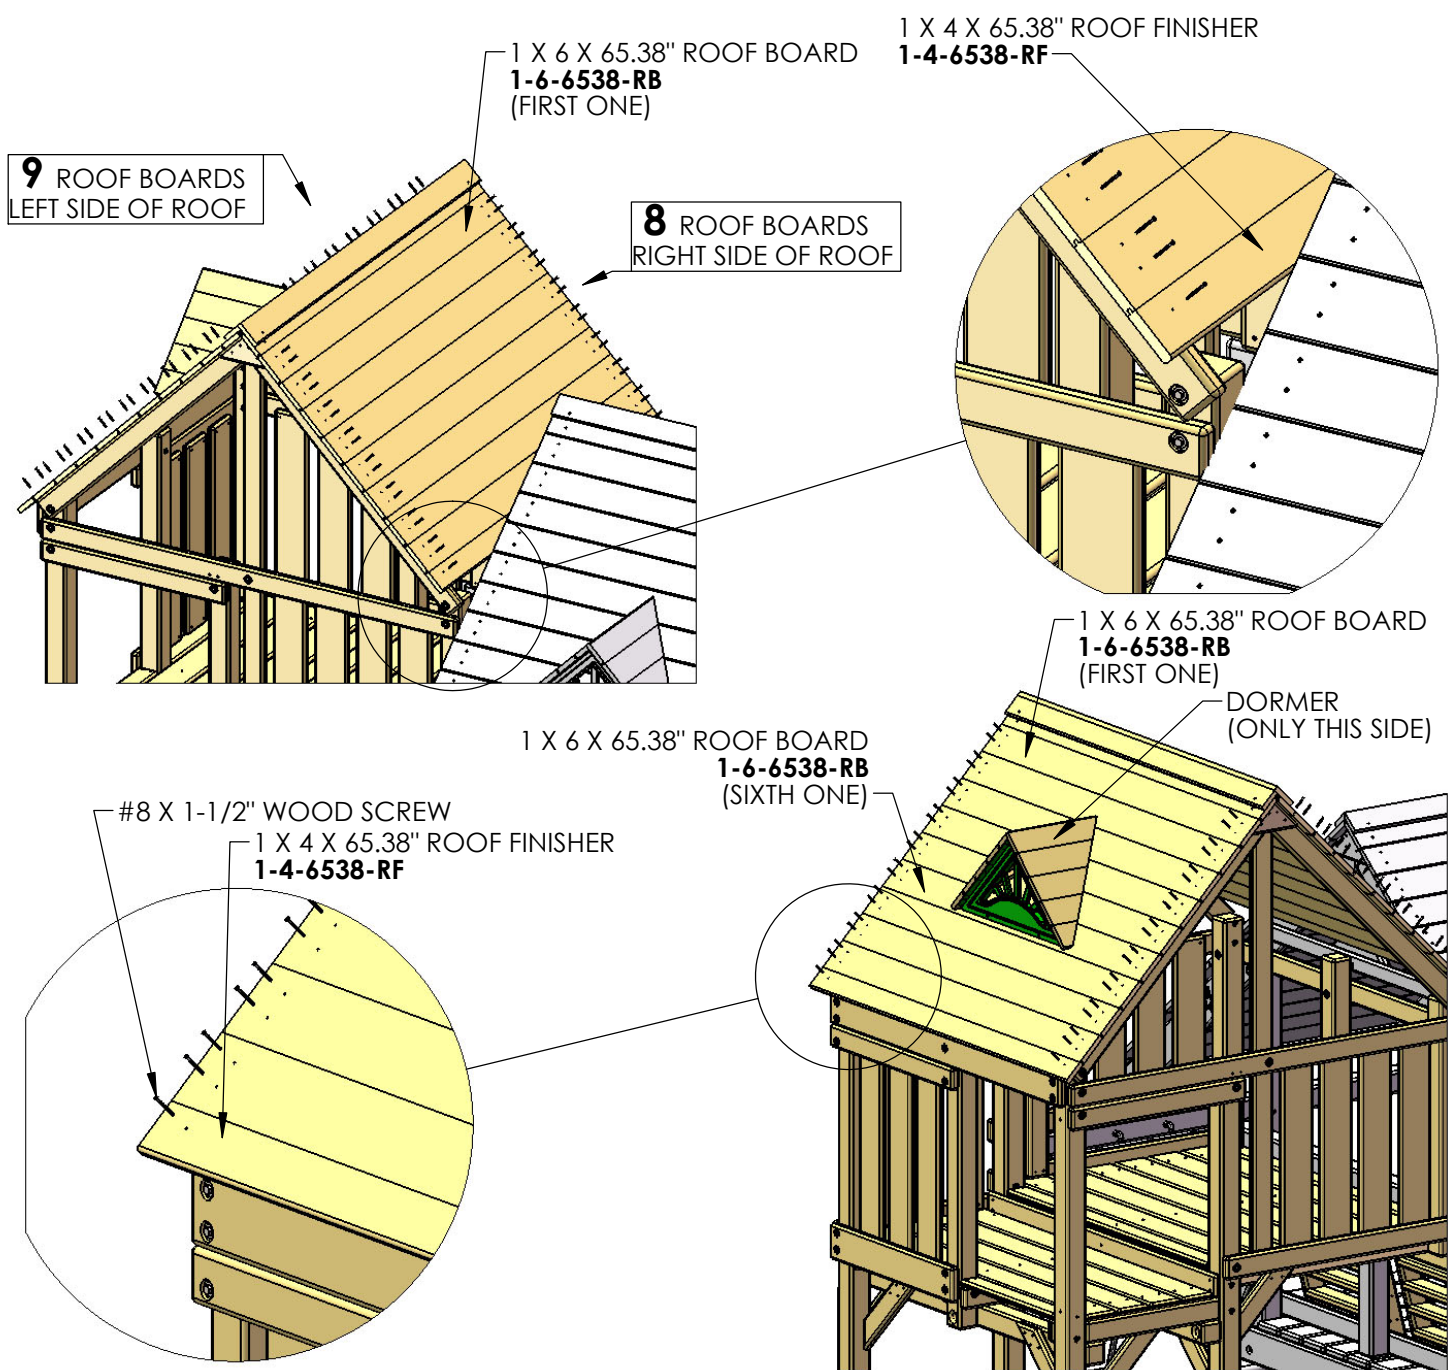 1 X 6 X 65.38" ROOF BOARD
1-6-6538-RB
(FIRST ONE)
1 X 4 X 65.38" ROOF FINISHER
1-4-6538-RF
9 ROOF BOARDS
LEFT SIDE OF ROOF
8 ROOF BOARDS
RIGHT SIDE OF ROOF
1 X 6 X 65.38" ROOF BOARD
1-6-6538-RB
(FIRST ONE)
DORMER
(ONLY THIS SIDE)
1 X 6 X 65.38" ROOF BOARD
1-6-6538-RB
(SIXTH ONE)
#8 X 1-1/2" WOOD SCREW
1 X 4 X 65.38" ROOF FINISHER
1-4-6538-RF